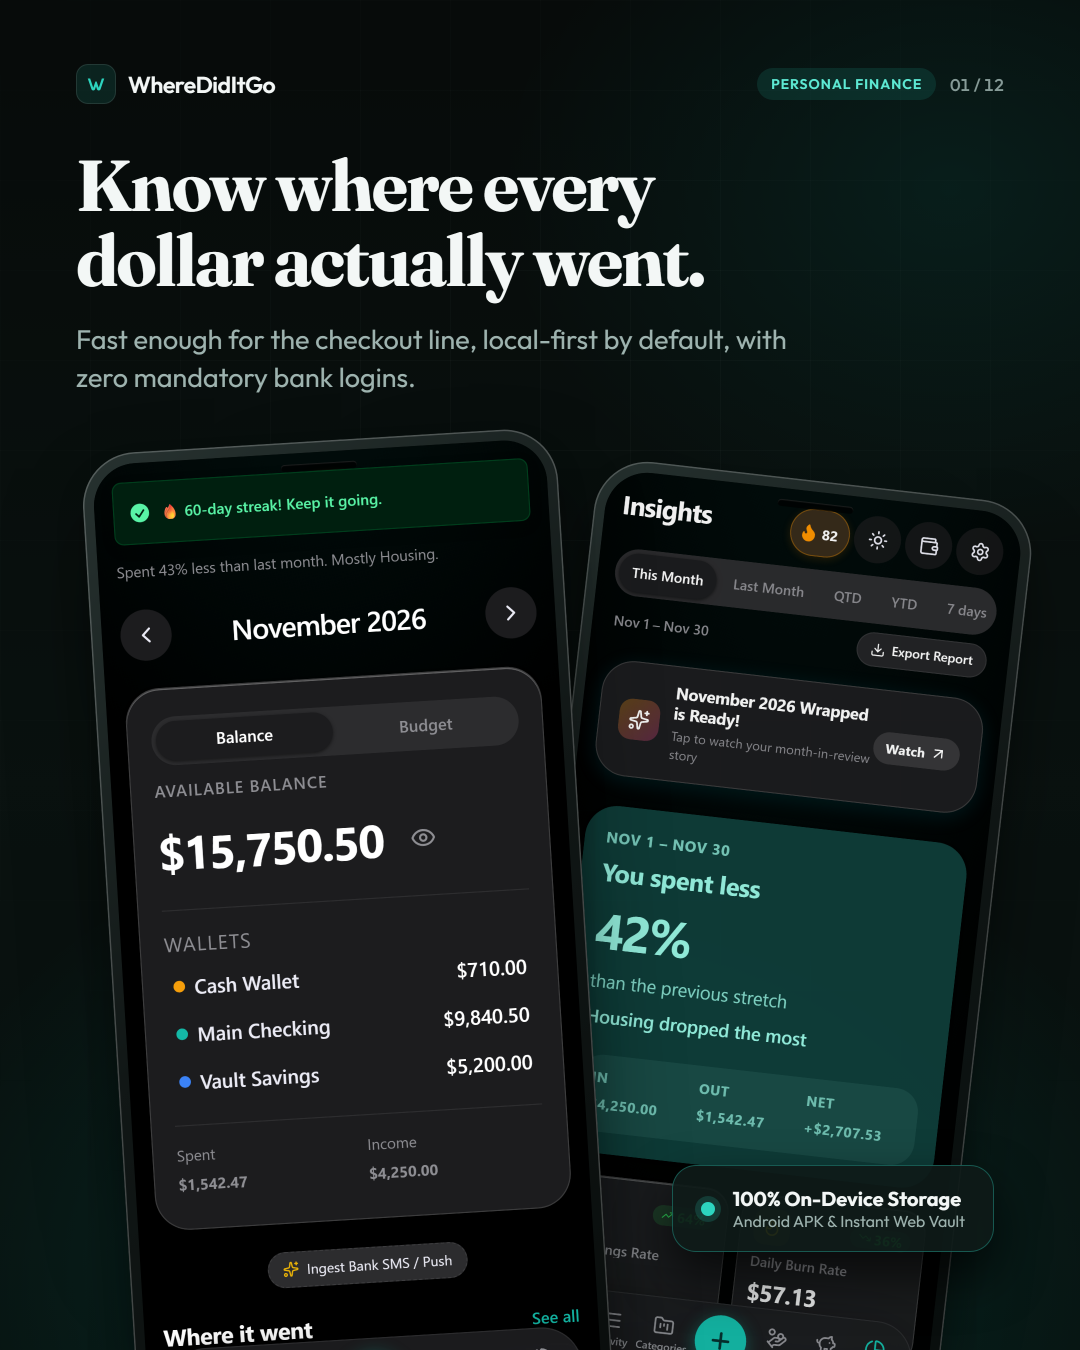 W
WhereDidItGo
PERSONAL FINANCE
01 / 12
Know where every
dollar actually went.
Fast enough for the checkout line, local-first by default, with
zero mandatory bank logins.
🔥 60-day streak! Keep it going.
Spent 43% less than last month. Mostly Housing.
November 2026
Balance
Budget
AVAILABLE BALANCE
$15,750.50
WALLETS
Cash Wallet
$710.00
Main Checking
$9,840.50
Vault Savings
$5,200.00
Spent
Income
$1,542.47
$4,250.00
Ingest Bank SMS / Push
Where it went
See all
Insights
82
This Month
Last Month
QTD
YTD
7 days
Nov 1 – Nov 30
Export Report
November 2026 Wrapped
is Ready!
Tap to watch your month-in-review
story
Watch
NOV 1 – NOV 30
You spent less
42%
than the previous stretch
Housing dropped the most
IN
OUT
NET
4,250.00
$1,542.47
+$2,707.53
100% On-Device Storage
Android APK & Instant Web Vault
ngs Rate
Daily Burn Rate
$57.13
vity
Categories